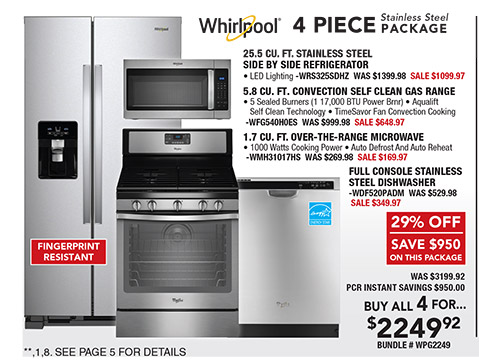 Whirlpool 4 PIECE Stainless Steel PACKAGE
25.5 CU. FT. STAINLESS STEEL
SIDE BY SIDE REFRIGERATOR
• LED Lighting -WRS325SDHZ WAS $1399.98 SALE $1099.97
5.8 CU. FT. CONVECTION SELF CLEAN GAS RANGE
• 5 Sealed Burners (1 17,000 BTU Power Brnr) • Aqualift
Self Clean Technology • TimeSavor Fan Convection Cooking
-WFG540H0ES WAS $999.98 SALE $648.97
1.7 CU. FT. OVER-THE-RANGE MICROWAVE
• 1000 Watts Cooking Power • Auto Defrost And Auto Reheat
-WMH31017HS WAS $269.98 SALE $169.97
FULL CONSOLE STAINLESS
STEEL DISHWASHER
-WDF520PADM WAS $529.98
SALE $349.97
FINGERPRINT
RESISTANT
29% OFF
SAVE $950
ON THIS PACKAGE
WAS $3199.92
PCR INSTANT SAVINGS $950.00
BUY ALL 4 FOR...
$2249.92
BUNDLE # WPG2249
**,1,8. SEE PAGE 5 FOR DETAILS